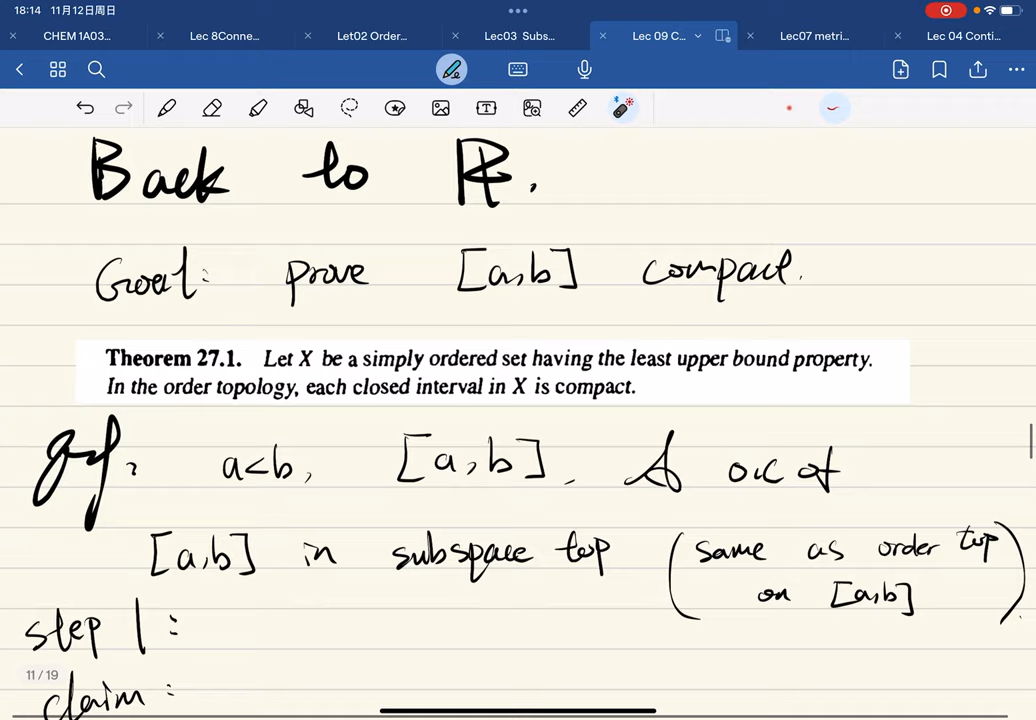 18:14 11月12日周日
CHEM 1A03... Lec 8Conne... Let02 Order... Lec03 Subs... Lec 09 C... Lec07 metri... Lec 04 Conti...
Back to ℝ.
Goal: prove [a,b] compact.
Theorem 27.1. Let X be a simply ordered set having the least upper bound property.
In the order topology, each closed interval in X is compact.
a<b, [a,b]. A o.c of
[a,b] in subspace top (same as order top
on [a,b])
step 1:
11 / 19
claim: